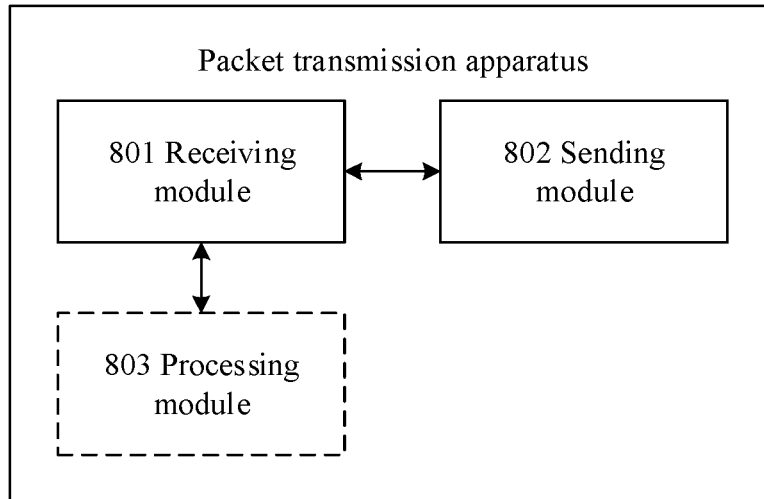 Packet transmission apparatus
801 Receiving
module
802 Sending
module
803 Processing
module